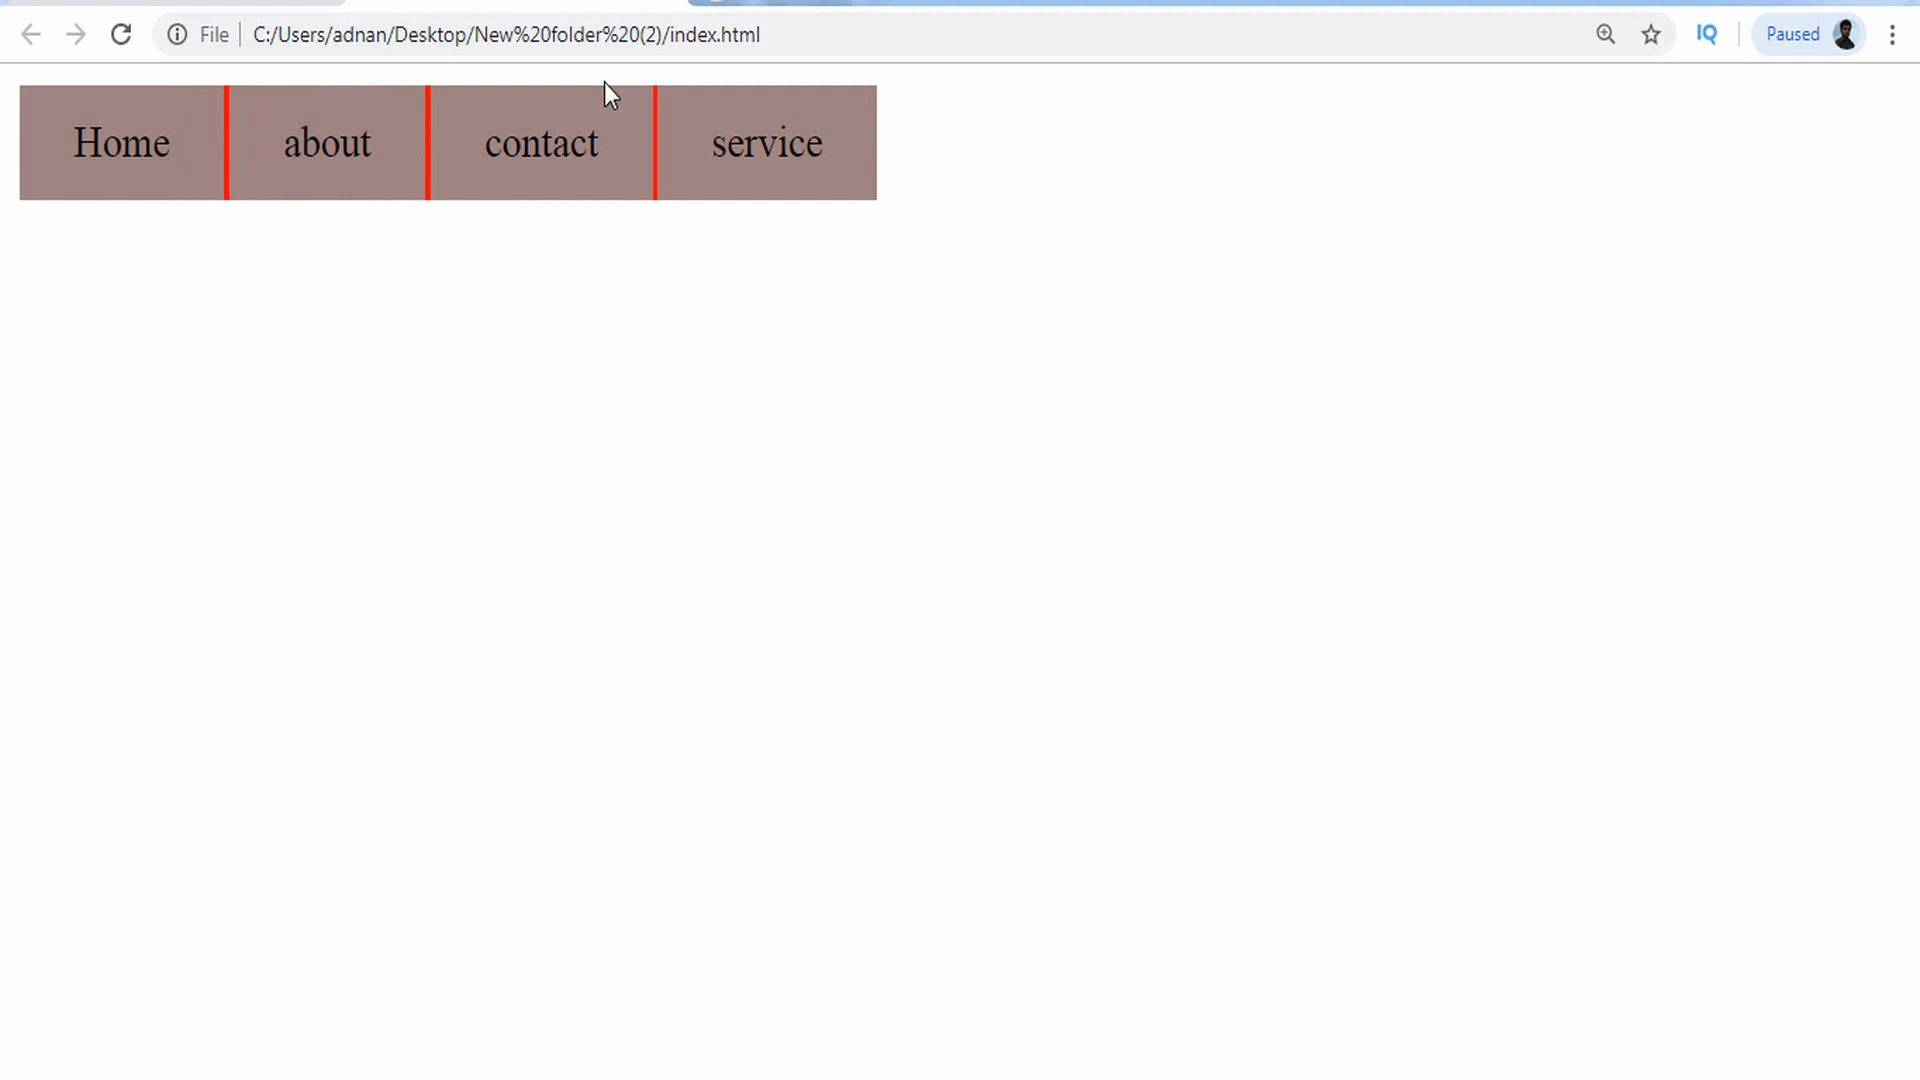 File C:/Users/adnan/Desktop/New%20folder%20(2)/index.html IQ Paused
Home about contact service